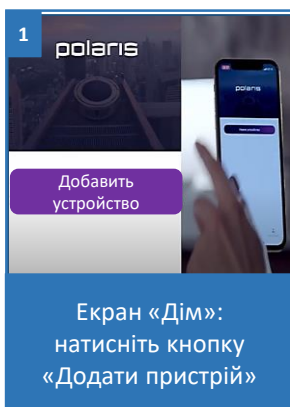 1
polaris
polaris
Добавить
устройство
Екран «Дім»:
натисніть кнопку
«Додати пристрій»